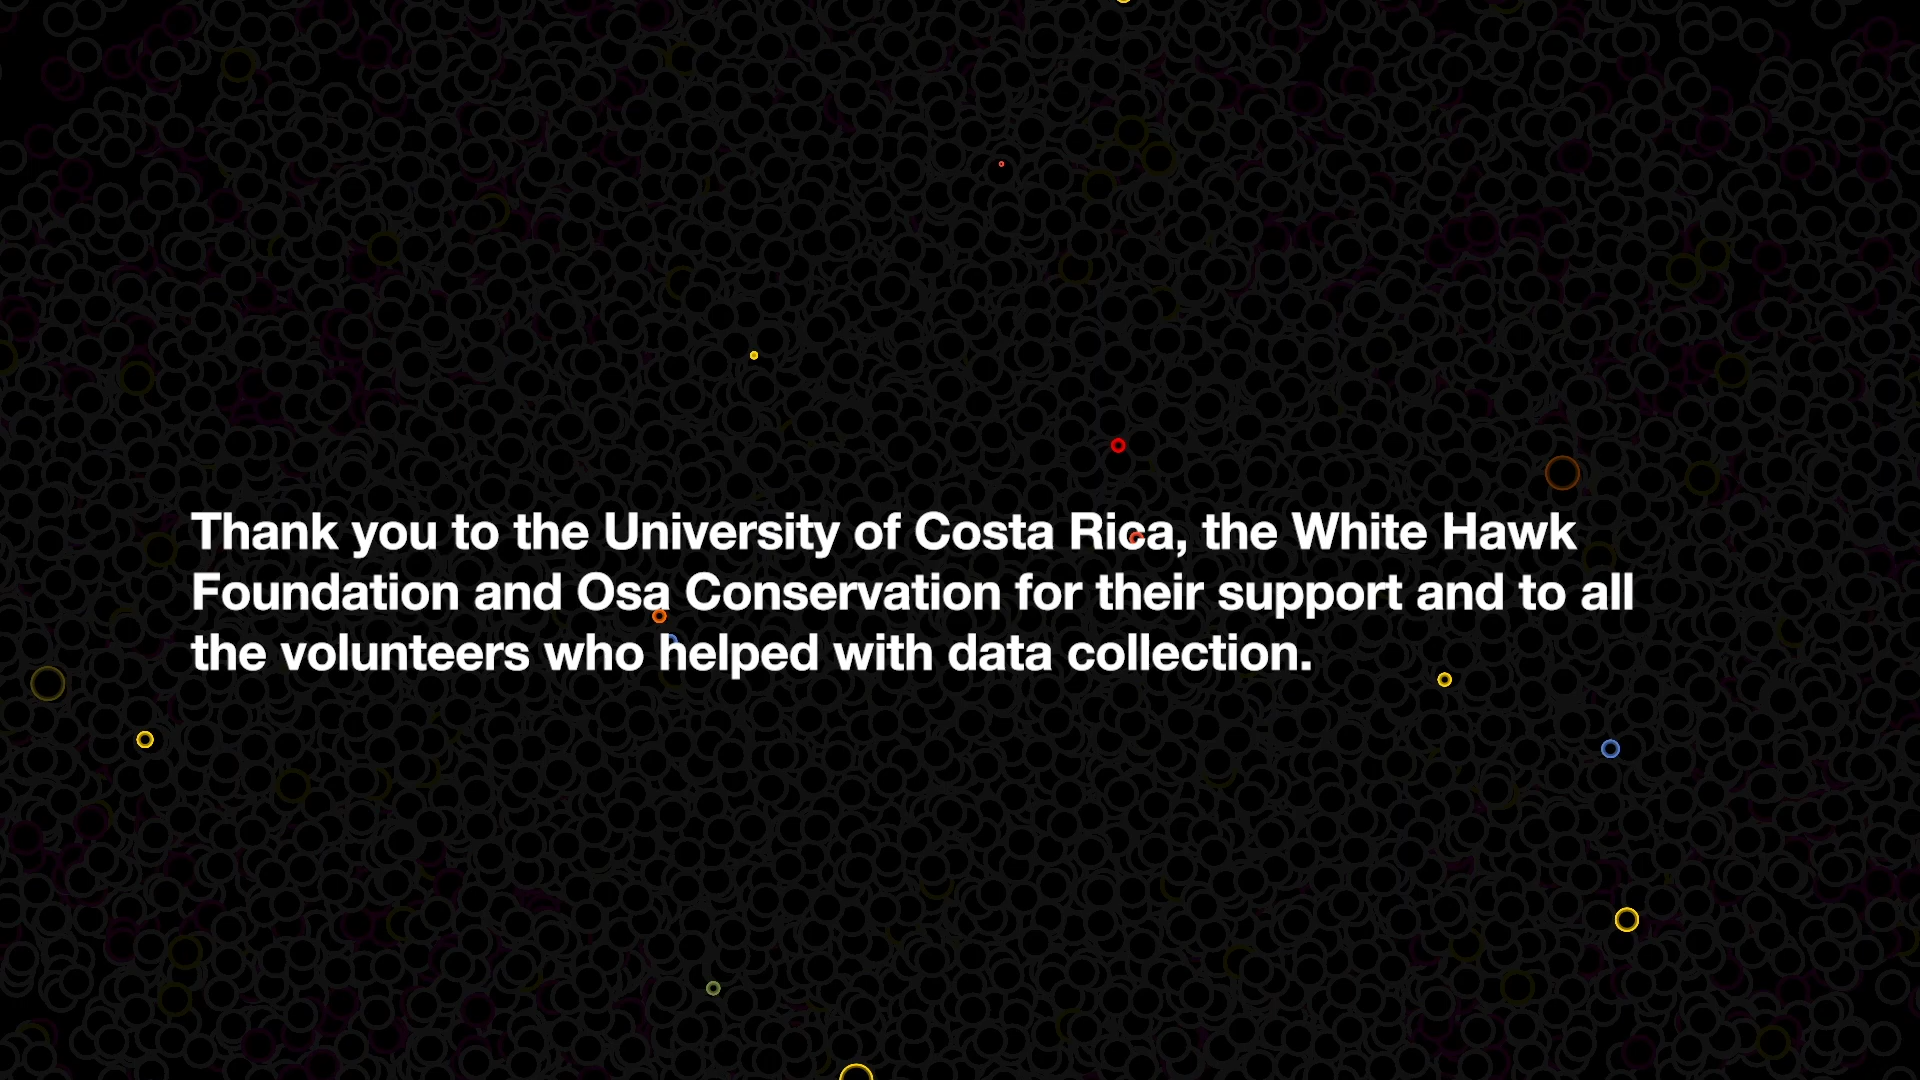 Thank you to the University of Costa Rica, the White Hawk
Foundation and Osa Conservation for their support and to all
the volunteers who helped with data collection.